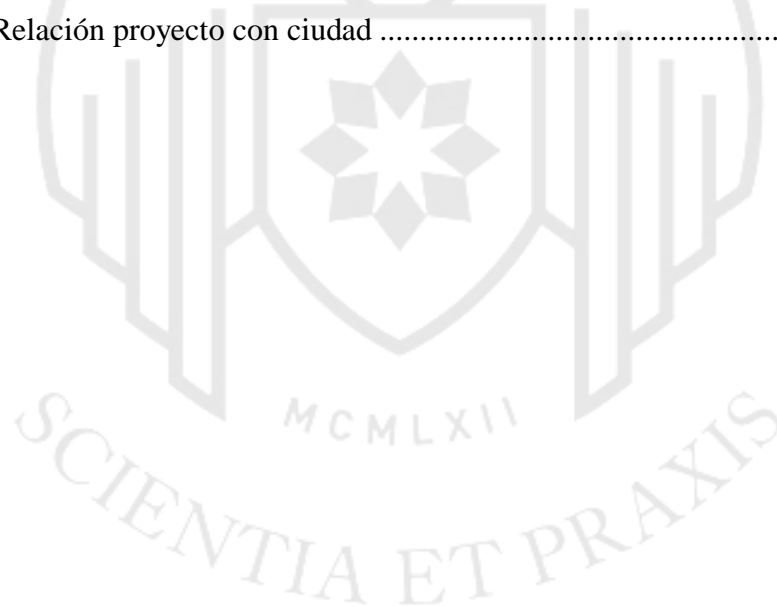 Relación proyecto con ciudad ..................................................
MCMLXII
SCIENTIA ET PRAXIS